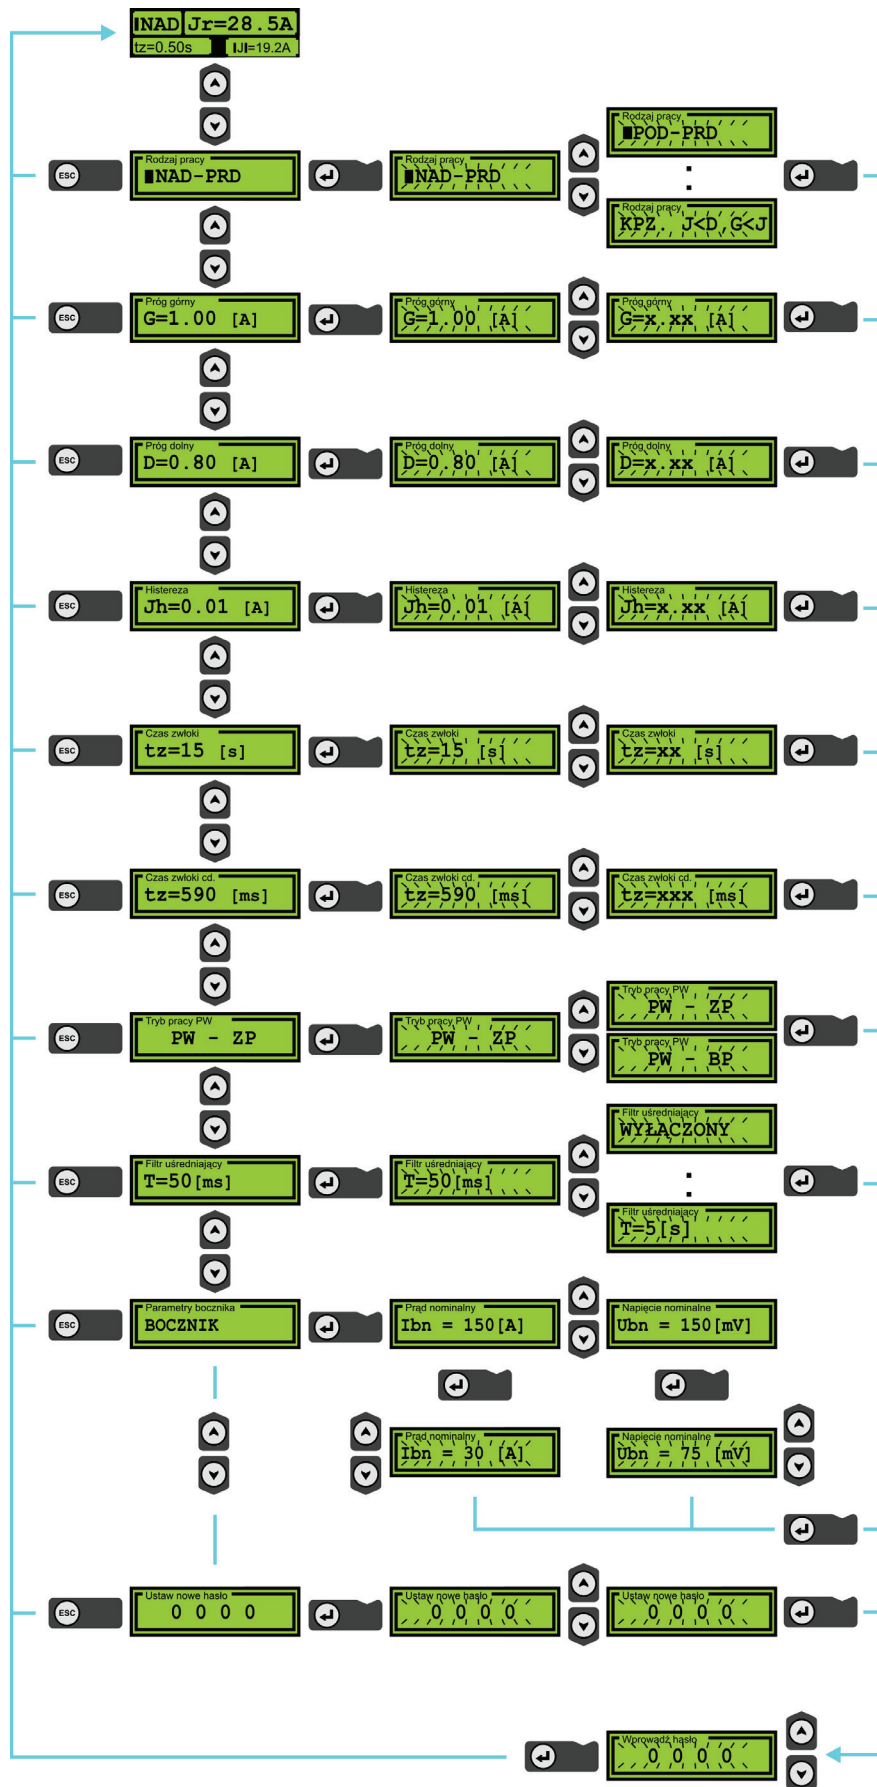 NAD Jr=28.5A
tz=0.50s IJI=19.2A
Rodzaj pracy
POD-PRD
ESC
Rodzaj pracy
NAD-PRD
Rodzaj pracy
NAD-PRD
Rodzaj pracy
KPZ. J<D,G<J
ESC
Próg górny
G=1.00 [A]
Próg górny
G=1.00 [A]
Próg górny
G=x.xx [A]
ESC
Próg dolny
D=0.80 [A]
Próg dolny
D=0.80 [A]
Próg dolny
D=x.xx [A]
ESC
Histereza
Jh=0.01 [A]
Histereza
Jh=0.01 [A]
Histereza
Jh=x.xx [A]
ESC
Czas zwłoki
tz=15 [s]
Czas zwłoki
tz=15 [s]
Czas zwłoki
tz=xx [s]
ESC
Czas zwłoki cd.
tz=590 [ms]
Czas zwłoki cd.
tz=590 [ms]
Czas zwłoki cd.
tz=xxx [ms]
ESC
Tryb pracy PW
PW - ZP
Tryb pracy PW
PW - ZP
Tryb pracy PW
PW - ZP
Tryb pracy PW
PW - BP
Filtr uśredniający
WYŁĄCZONY
ESC
Filtr uśredniający
T=50[ms]
Filtr uśredniający
T=50[ms]
Filtr uśredniający
T=5[s]
ESC
Parametry bocznika
BOCZNIK
Prąd nominalny
Ibn = 150[A]
Napięcie nominalne
Ubn = 150[mV]
Prąd nominalny
Ibn = 30 [A]
Napięcie nominalne
Ubn = 75 [mV]
ESC
Ustaw nowe hasło
0 0 0 0
Ustaw nowe hasło
0 0 0 0
Ustaw nowe hasło
0 0 0 0
Wprowadź hasło
0 0 0 0